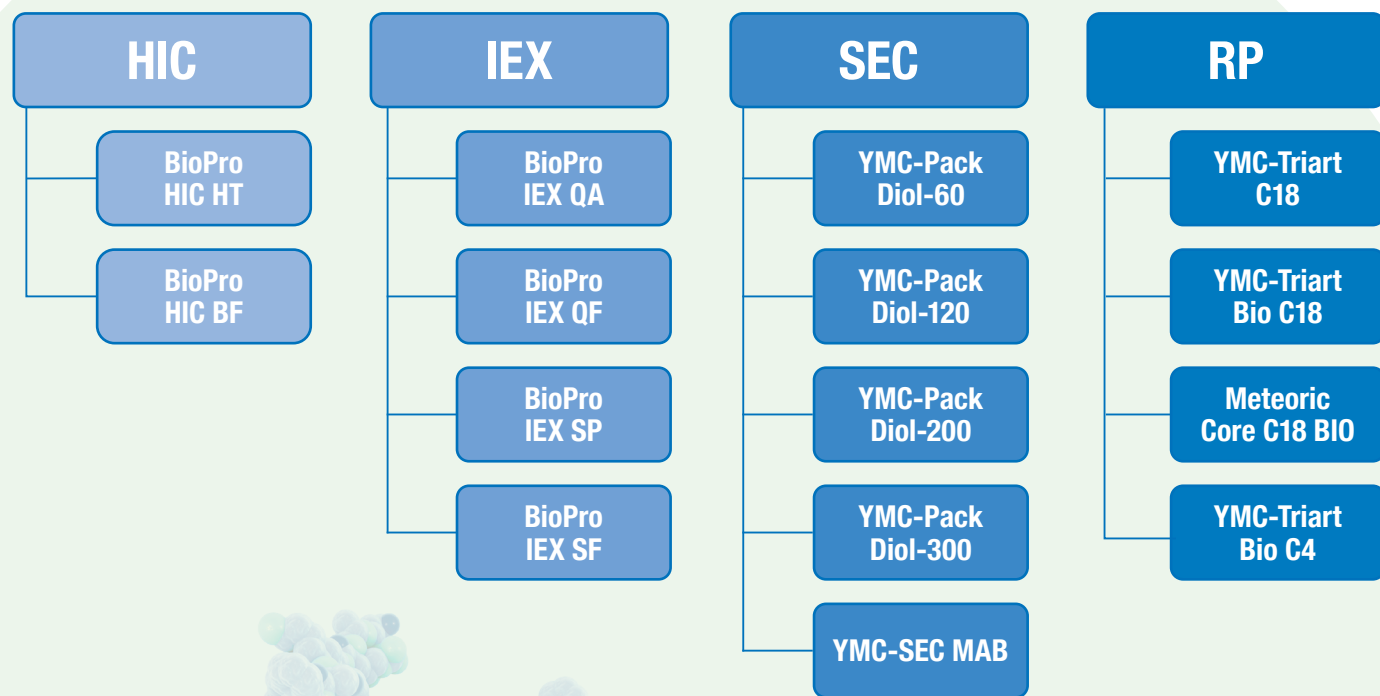 HIC
BioPro
HIC HT
BioPro
HIC BF
IEX
BioPro
IEX QA
BioPro
IEX QF
BioPro
IEX SP
BioPro
IEX SF
SEC
YMC-Pack
Diol-60
YMC-Pack
Diol-120
YMC-Pack
Diol-200
YMC-Pack
Diol-300
YMC-SEC MAB
RP
YMC-Triart
C18
YMC-Triart
Bio C18
Meteoric
Core C18 BIO
YMC-Triart
Bio C4